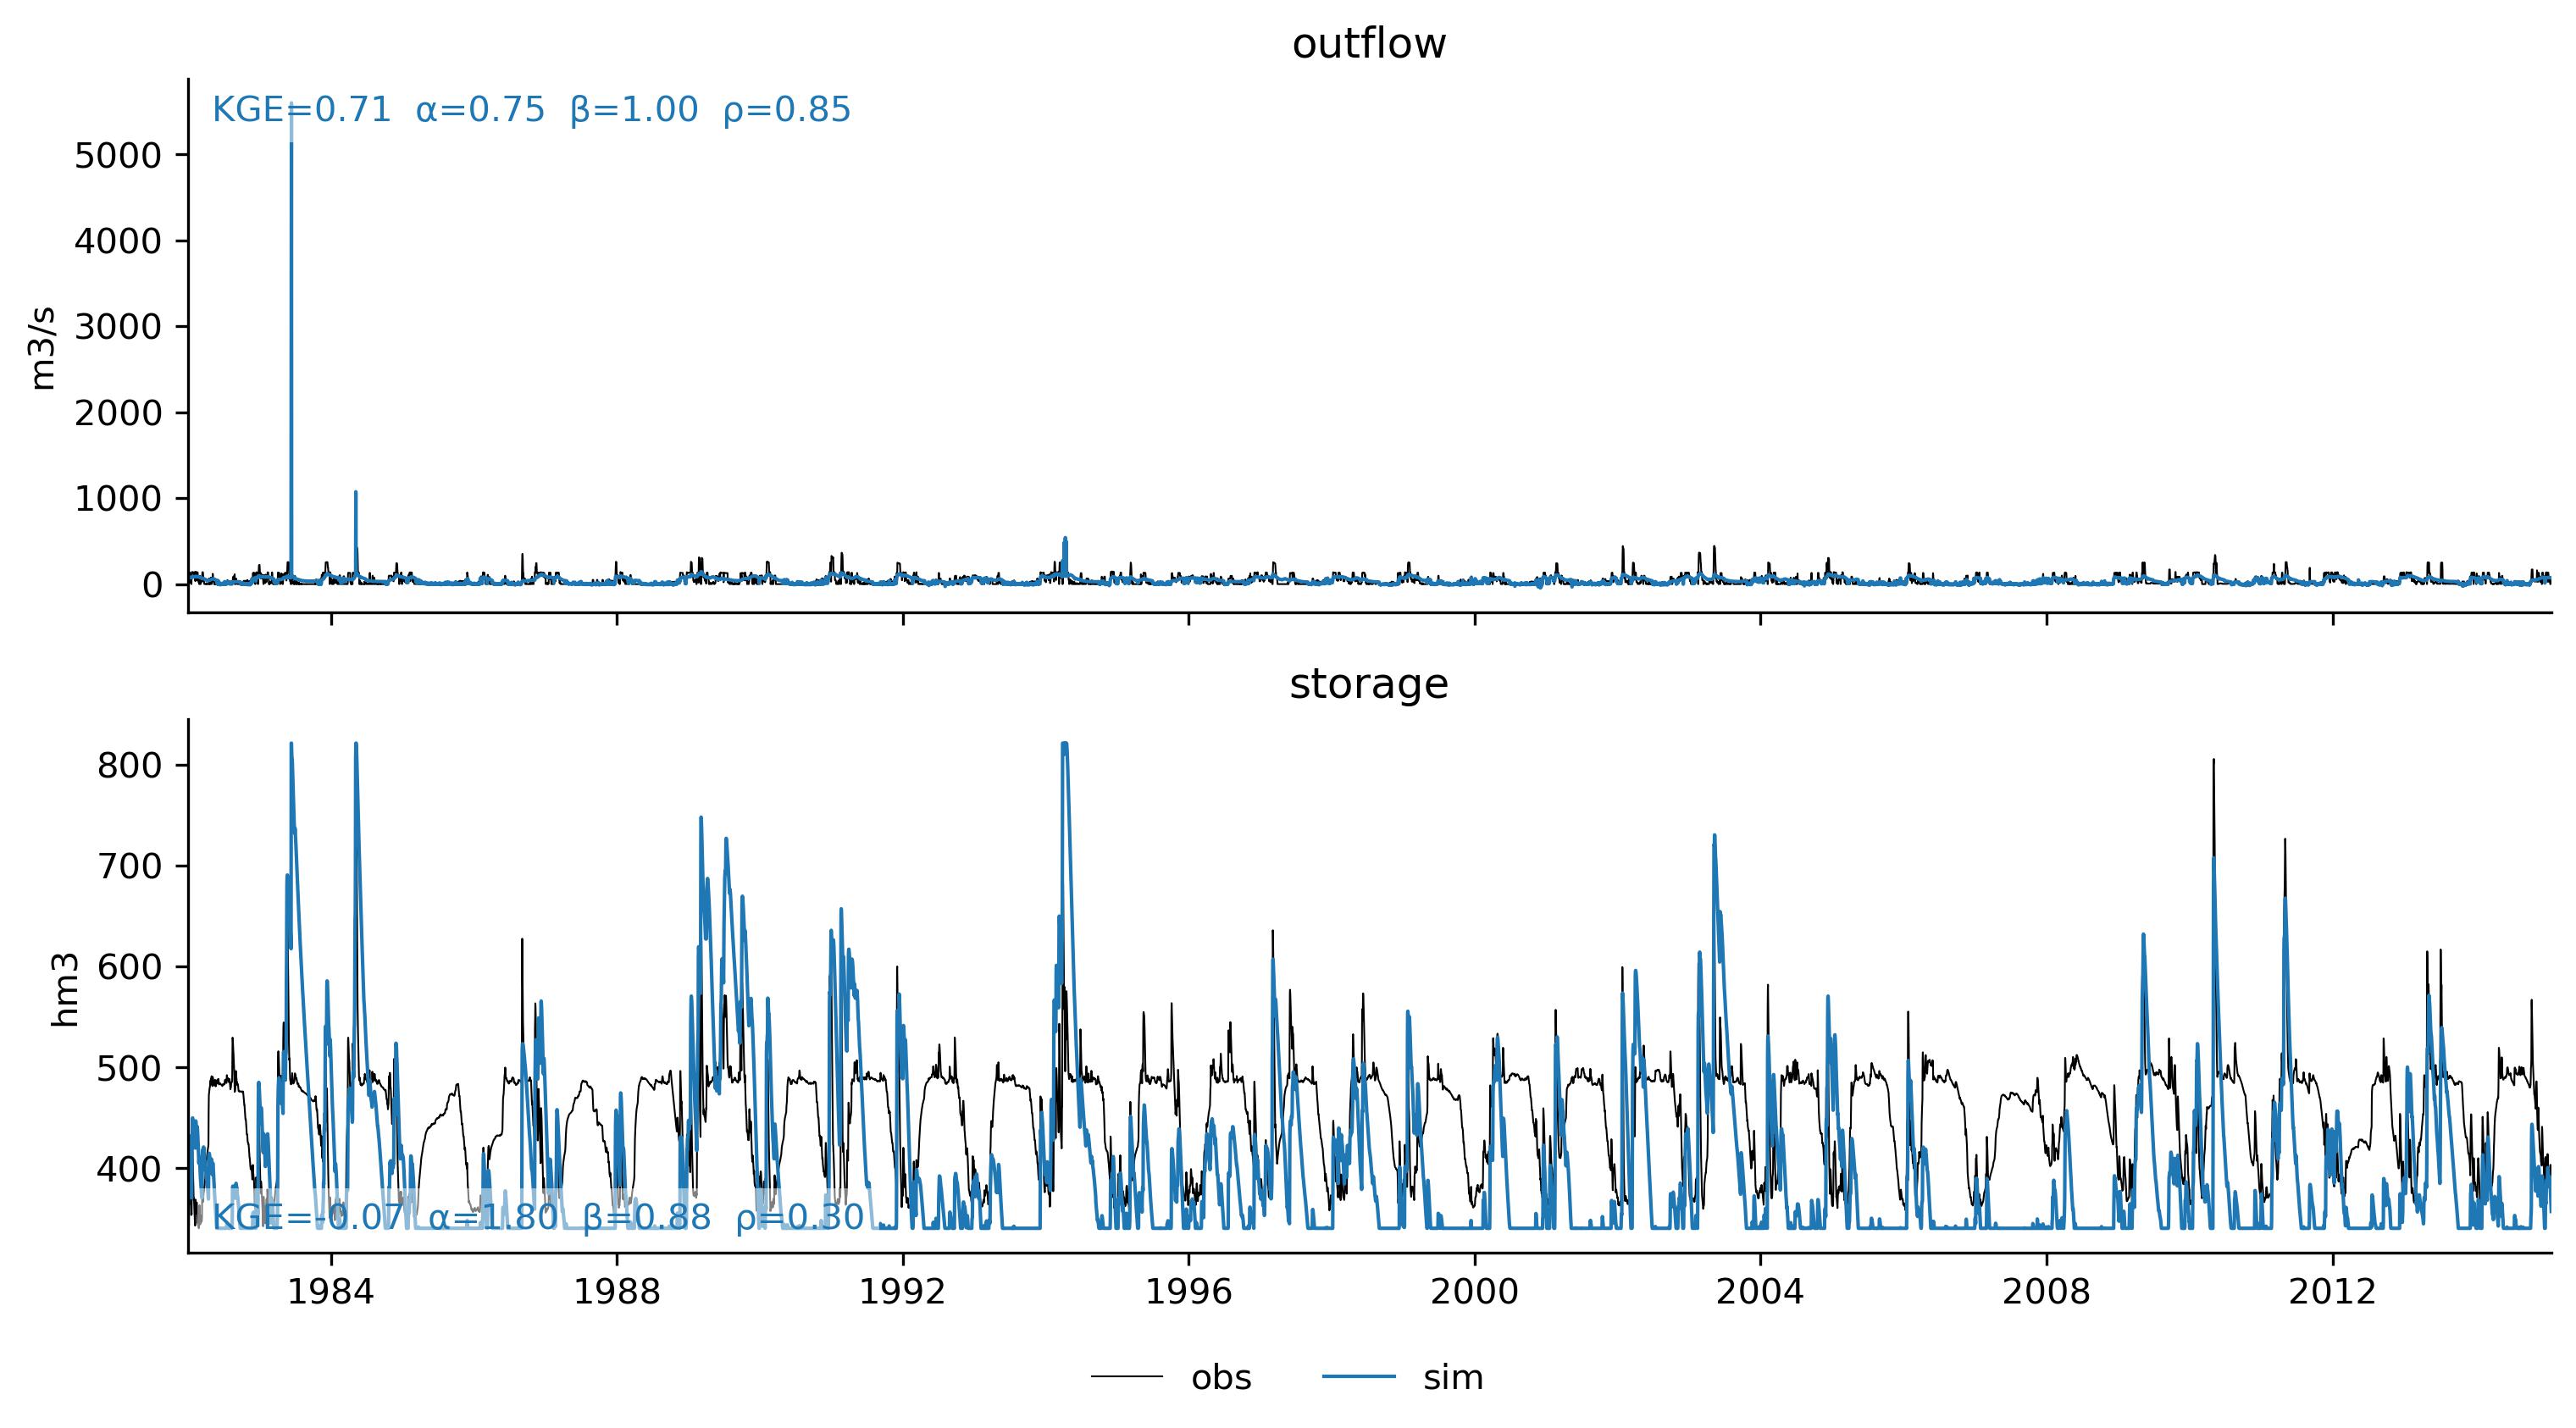 outflow
KGE=0.71 α=0.75 β=1.00 ρ=0.85
5000
4000
3000
2000
1000
0
m3/s
storage
800
700
600
500
400
hm3
KGE=-0.07 α=1.80 β=0.88 ρ=0.30
1984 1988 1992 1996 2000 2004 2008 2012
obs sim